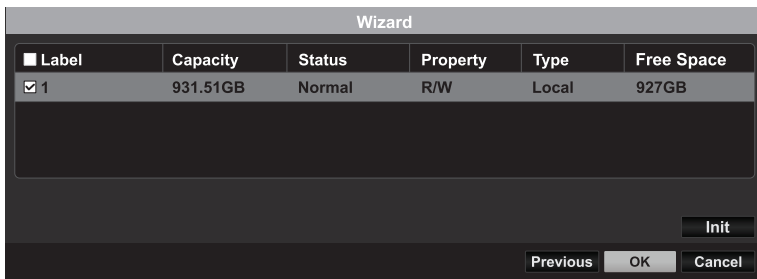 Wizard
Label Capacity Status Property Type Free Space
1 931.51GB Normal R/W Local 927GB
Init
Previous OK Cancel